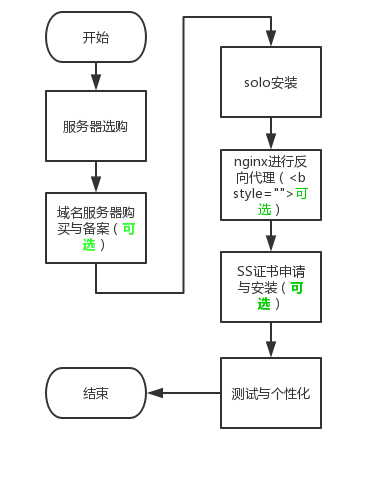 开始
服务器选购
域名服务器购
买与备案（可
选）
solo安装
nginx进行反
向代理（<b
style="">可
选）
SS证书申请
与安装（可
选）
测试与个性化
结束